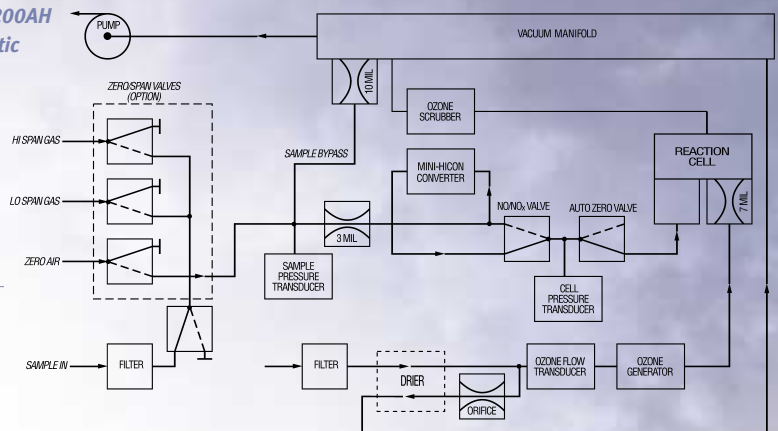 200AH
tic
PUMP
VACUUM MANIFOLD
ZERO/SPAN VALVES
(OPTION)
10 MIL
OZONE
SCRUBBER
HI SPAN GAS
SAMPLE BYPASS
MINI-HICON
CONVERTER
REACTION
CELL
LO SPAN GAS
NO/NOx VALVE
AUTO ZERO VALVE
7 MIL
3 MIL
ZERO AIR
SAMPLE
PRESSURE
TRANSDUCER
CELL
PRESSURE
TRANSDUCER
SAMPLE IN
FILTER
FILTER
DRIER
OZONE FLOW
TRANSDUCER
OZONE
GENERATOR
ORIFICE